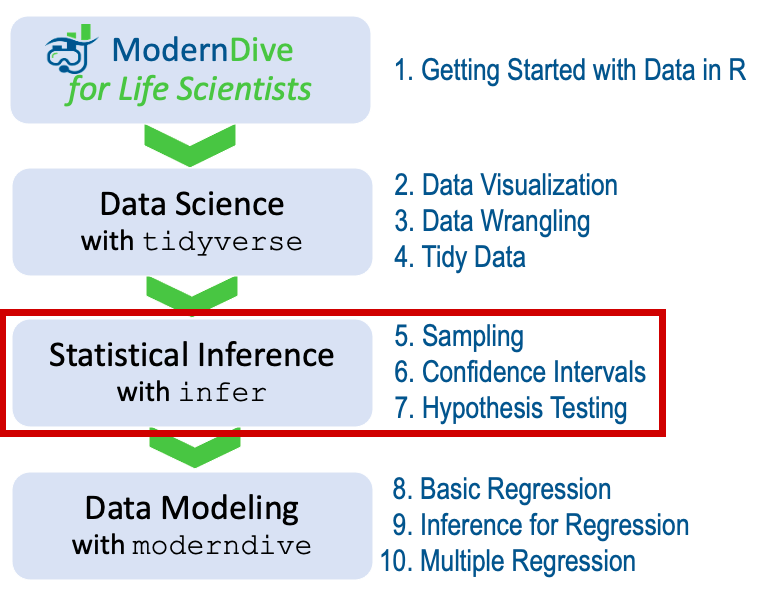 ModernDive
for Life Scientists
1. Getting Started with Data in R
Data Science
with tidyverse
2. Data Visualization
3. Data Wrangling
4. Tidy Data
Statistical Inference
with infer
5. Sampling
6. Confidence Intervals
7. Hypothesis Testing
Data Modeling
with moderndive
8. Basic Regression
9. Inference for Regression
10. Multiple Regression